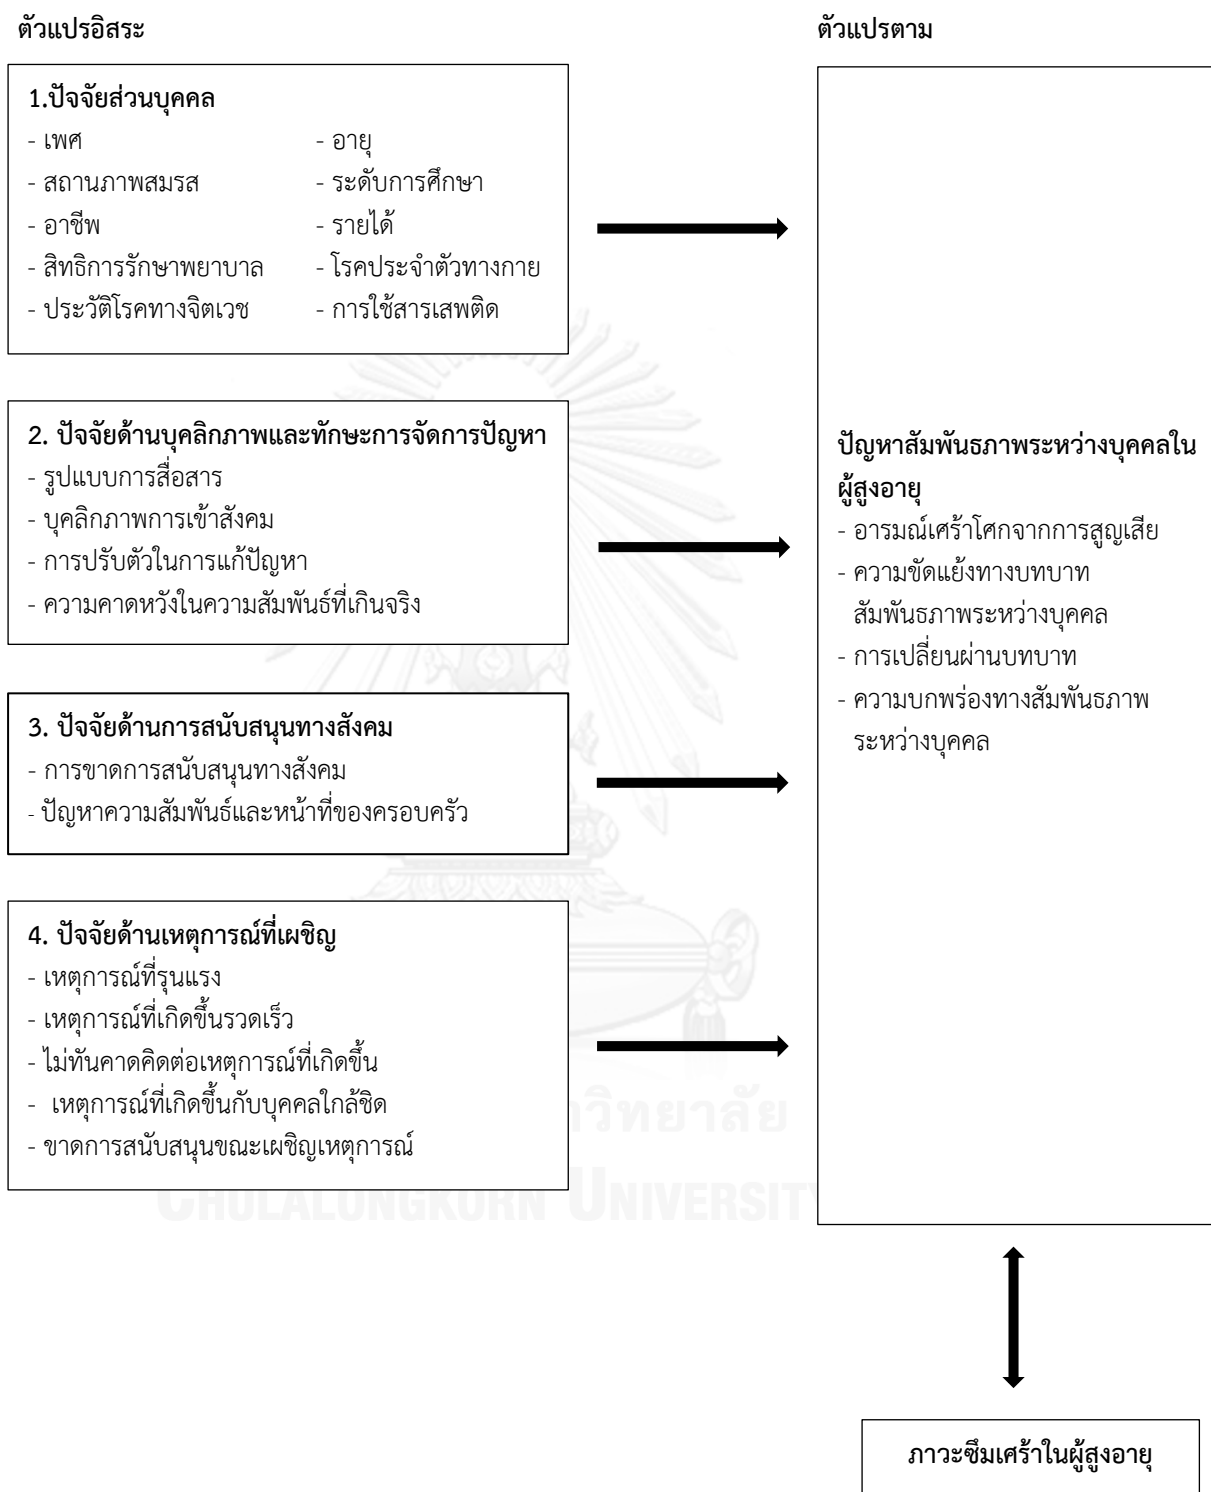 ตัวแปรอิสระ
ตัวแปรตาม
1.ปัจจัยส่วนบุคคล
- เพศ - อายุ
- สถานภาพสมรส - ระดับการศึกษา
- อาชีพ - รายได้
- สิทธิการรักษาพยาบาล - โรคประจำตัวทางกาย
- ประวัติโรคทางจิตเวช - การใช้สารเสพติด
2. ปัจจัยด้านบุคลิกภาพและทักษะการจัดการปัญหา
- รูปแบบการสื่อสาร
- บุคลิกภาพการเข้าสังคม
- การปรับตัวในการแก้ปัญหา
- ความคาดหวังในความสัมพันธ์ที่เกินจริง
3. ปัจจัยด้านการสนับสนุนทางสังคม
- การขาดการสนับสนุนทางสังคม
- ปัญหาความสัมพันธ์และหน้าที่ของครอบครัว
4. ปัจจัยด้านเหตุการณ์ที่เผชิญ
- เหตุการณ์ที่รุนแรง
- เหตุการณ์ที่เกิดขึ้นรวดเร็ว
- ไม่ทันคาดคิดต่อเหตุการณ์ที่เกิดขึ้น
- เหตุการณ์ที่เกิดขึ้นกับบุคคลใกล้ชิด
- ขาดการสนับสนุนขณะเผชิญเหตุการณ์
ปัญหาสัมพันธภาพระหว่างบุคคลใน
ผู้สูงอายุ
- อารมณ์เศร้าโศกจากการสูญเสีย
- ความขัดแย้งทางบทบาท
สัมพันธภาพระหว่างบุคคล
- การเปลี่ยนผ่านบทบาท
- ความบกพร่องทางสัมพันธภาพ
ระหว่างบุคคล
ภาวะซึมเศร้าในผู้สูงอายุ
าวิทยาลัย
CHULALONGKORN UNIVERSITY